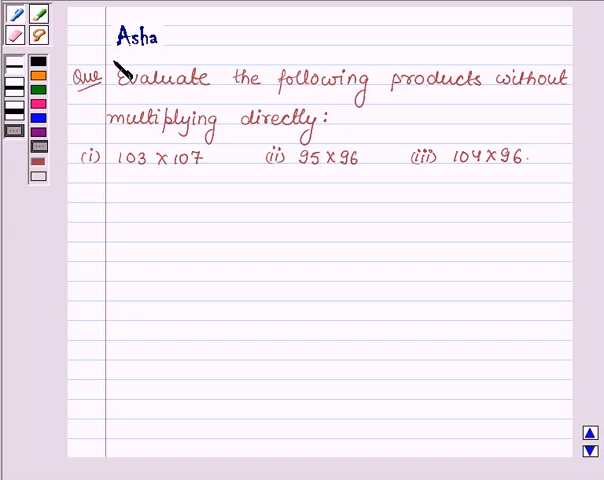 Asha
Que Evaluate the following products without
multiplying directly:
(i) 103 × 107 (ii) 95 × 96 (iii) 104 × 96.